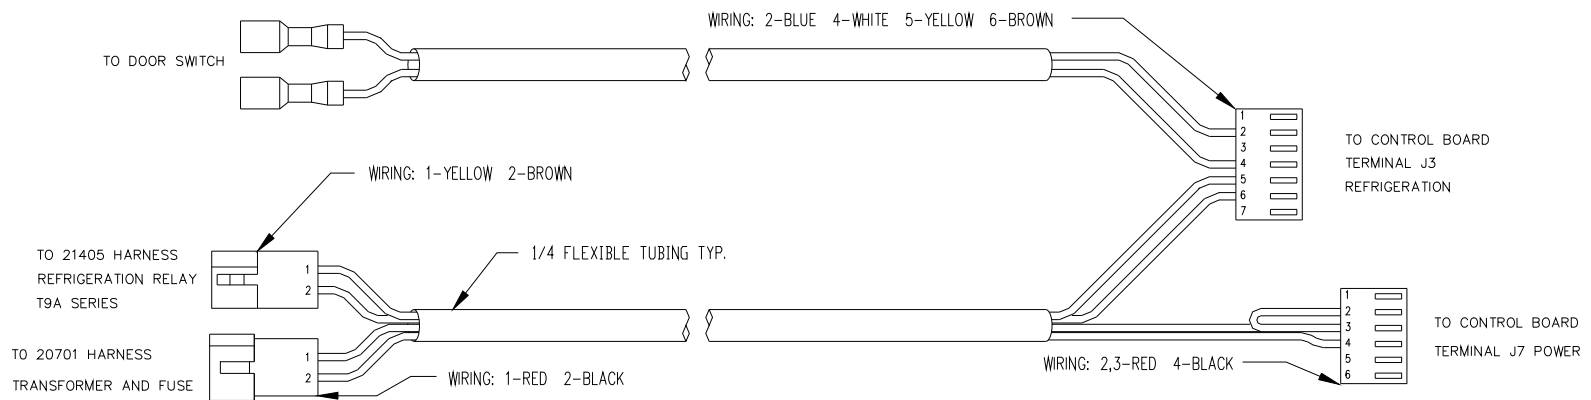 WIRING: 2-BLUE 4-WHITE 5-YELLOW 6-BROWN
TO DOOR SWITCH
1
2
3
4
5
6
7
TO CONTROL BOARD
TERMINAL J3
REFRIGERATION
WIRING: 1-YELLOW 2-BROWN
TO 21405 HARNESS
REFRIGERATION RELAY
T9A SERIES
1
2
1/4 FLEXIBLE TUBING TYP.
1
2
3
4
5
6
TO CONTROL BOARD
TERMINAL J7 POWER
TO 20701 HARNESS
TRANSFORMER AND FUSE
1
2
WIRING: 1-RED 2-BLACK
WIRING: 2,3-RED 4-BLACK